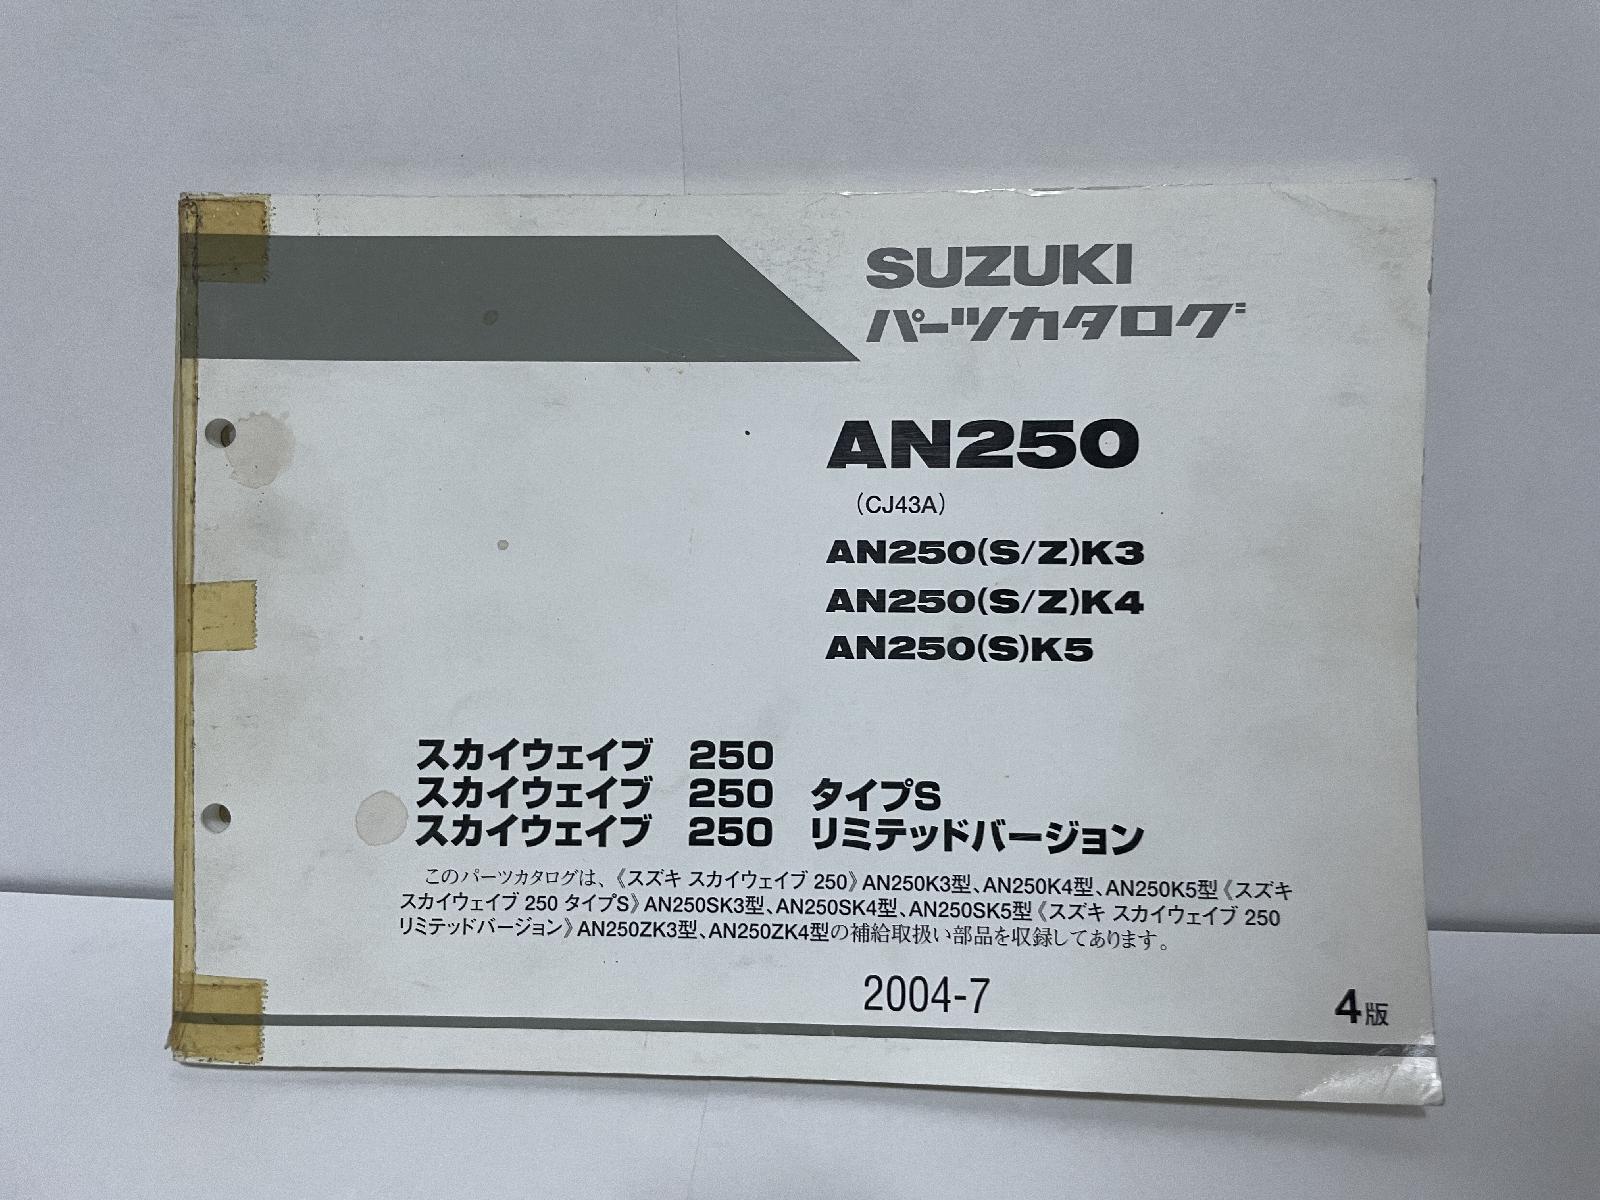 SUZUKI
パーツカタログ
AN250
(CJ43A)
AN250(S/Z)K3
AN250(S/Z)K4
AN250(S)K5
スカイウェイブ 250
スカイウェイブ 250 タイプS
スカイウェイブ 250 リミテッドバージョン
このパーツカタログは、《スズキ スカイウェイブ 250》AN250K3型、AN250K4型、AN250K5型《スズキ
スカイウェイブ 250 タイプS》AN250SK3型、AN250SK4型、AN250SK5型《スズキ スカイウェイブ 250
リミテッドバージョン》AN250ZK3型、AN250ZK4型の補給取扱い部品を収録してあります。
2004-7
4版